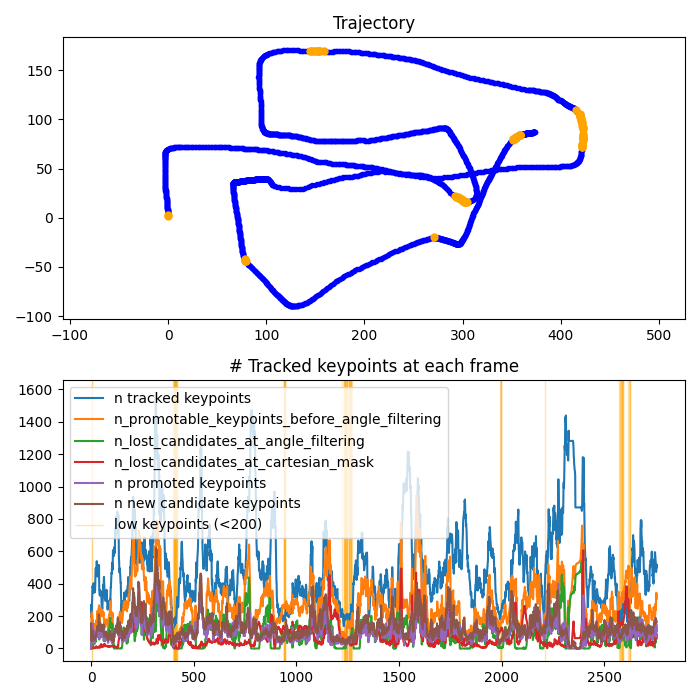 Trajectory
150
100
50
0
−50
−100
−100 0 100 200 300 400 500
# Tracked keypoints at each frame
1600
1400
1200
1000
800
600
400
200
0
n tracked keypoints
n_promotable_keypoints_before_angle_filtering
n_lost_candidates_at_angle_filtering
n_lost_candidates_at_cartesian_mask
n promoted keypoints
n new candidate keypoints
low keypoints (<200)
0 500 1000 1500 2000 2500